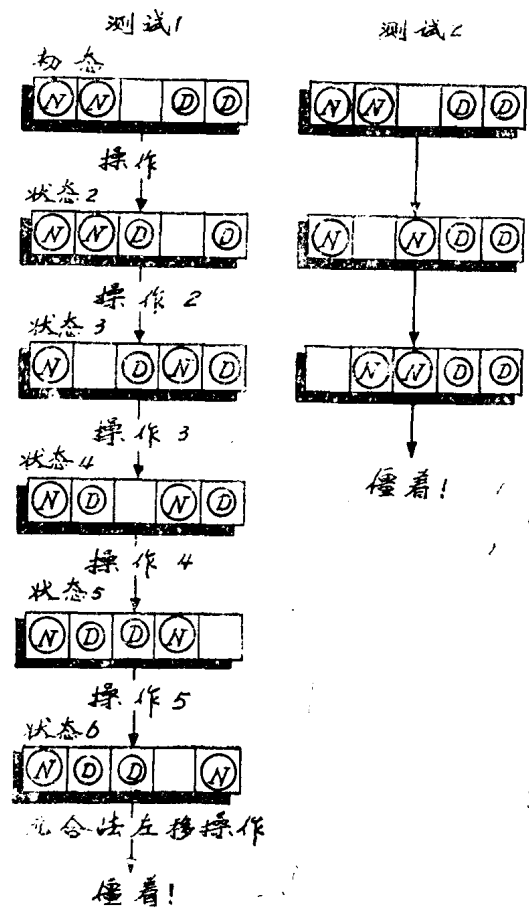 测试1
初态
N N D D
操作
状态2
N N D D
操作2
状态3
N D N D
操作3
状态4
N D N D
操作4
状态5
N D D N
操作5
状态6
N D D N
无合法左移操作
僵着!
测试2
N N D D
N N D D
N N D D
僵着!